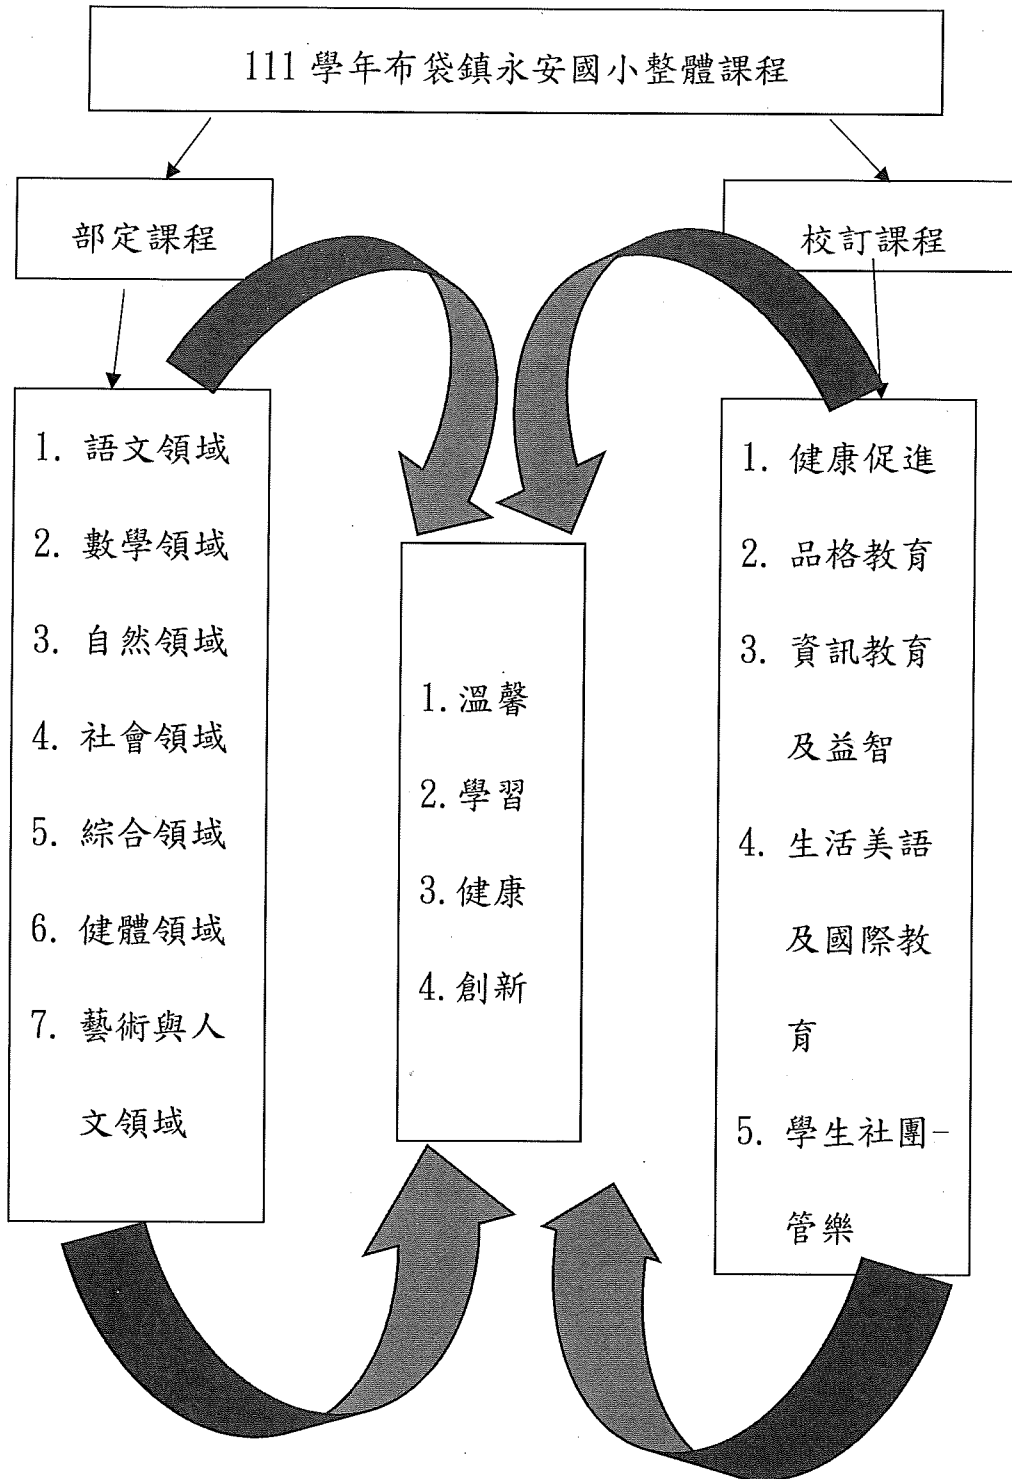 111 學年布袋鎮永安國小整體課程
部定課程
校訂課程
1. 語文領域
2. 數學領域
3. 自然領域
4. 社會領域
5. 綜合領域
6. 健體領域
7. 藝術與人
文領域
1.溫馨
2.學習
3.健康
4.創新
1. 健康促進
2. 品格教育
3. 資訊教育
及益智
4. 生活美語
及國際教
育
5. 學生社團-
管樂